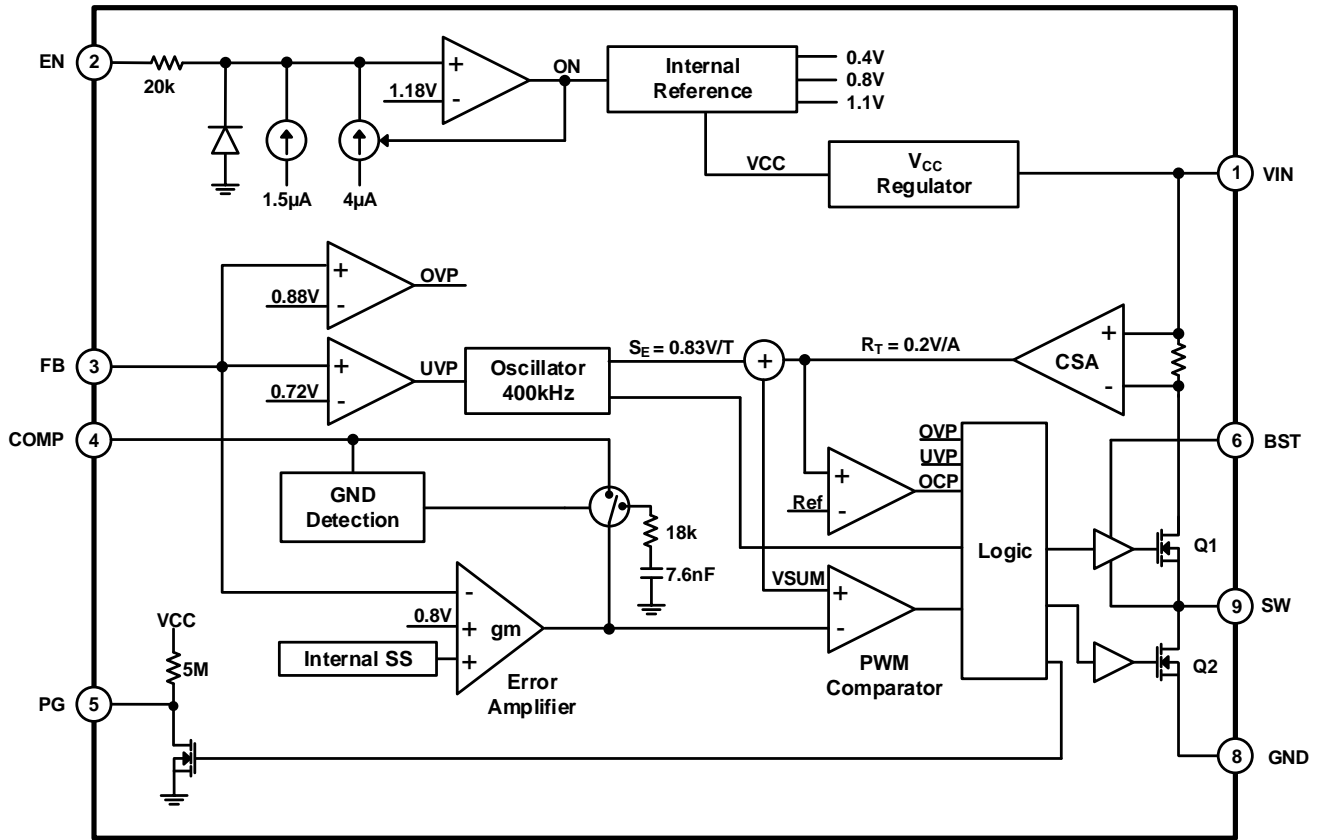 EN
2
20k
1.18V
+
-
ON
Internal
Reference
0.4V
0.8V
1.1V
1.5µA
4µA
VCC
VCC
Regulator
1
VIN
+
-
0.88V
OVP
FB
3
+
-
0.72V
UVP
Oscillator
400kHz
SE = 0.83V/T
+
RT = 0.2V/A
CSA
+
-
COMP
4
GND
Detection
18k
7.6nF
+
-
Ref
OVP
UVP
OCP
Logic
6
BST
Q1
9
SW
Q2
8
GND
VSUM
+
-
PWM
Comparator
-
0.8V
+
+
gm
Internal SS
Error
Amplifier
VCC
5M
PG
5